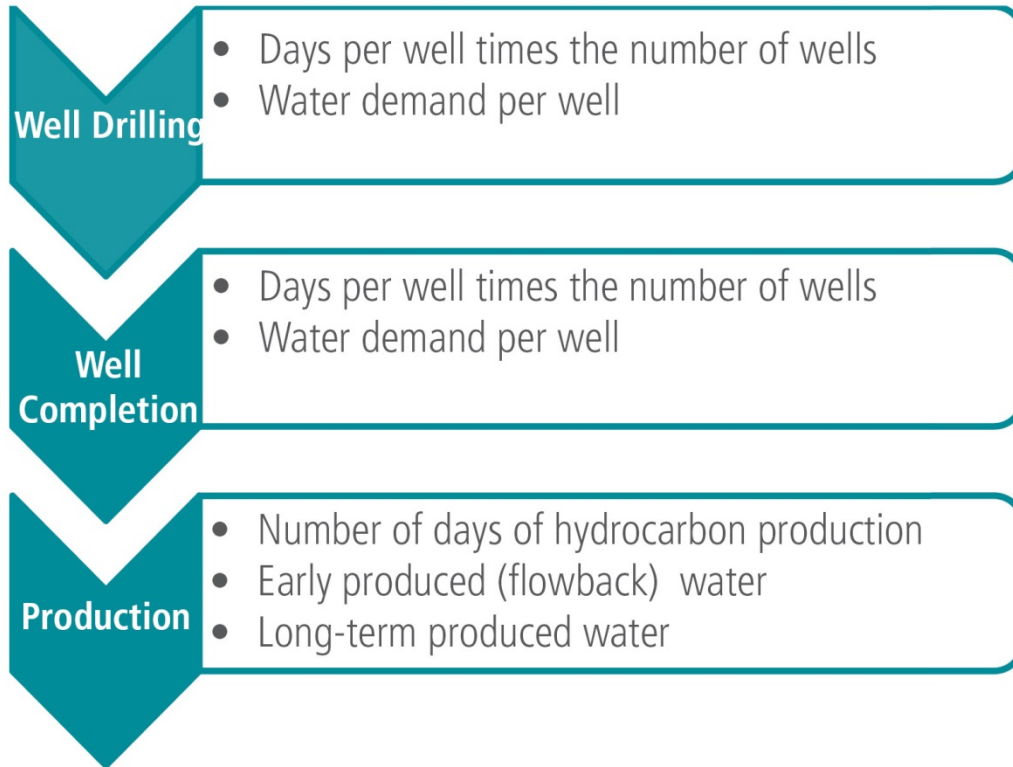 Well Drilling
• Days per well times the number of wells
• Water demand per well
Well
Completion
• Days per well times the number of wells
• Water demand per well
Production
• Number of days of hydrocarbon production
• Early produced (flowback) water
• Long-term produced water